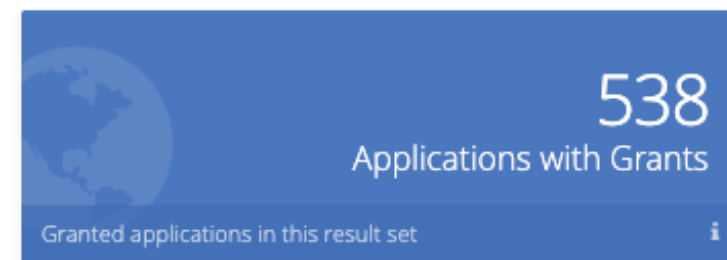 538
Applications with Grants
Granted applications in this result set